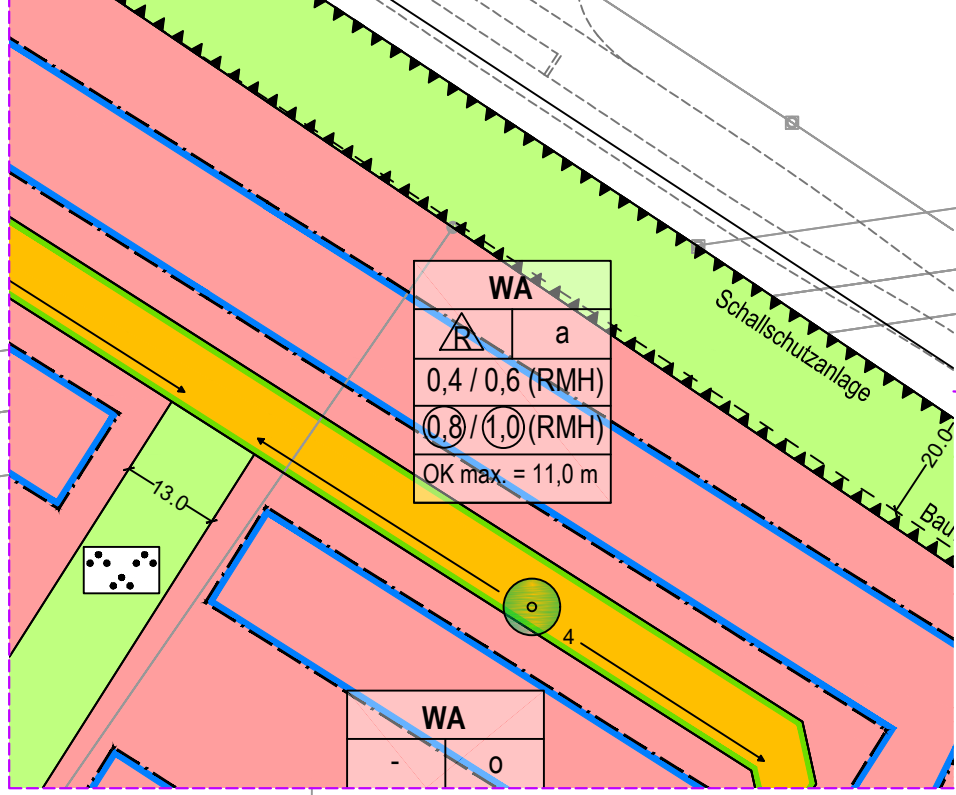 WA
R a
0,4 / 0,6 (RMH)
0,8 / 1,0 (RMH)
OK max. = 11,0 m
Schallschutzanlage
20.0
Bau
13.0
4
WA
- o